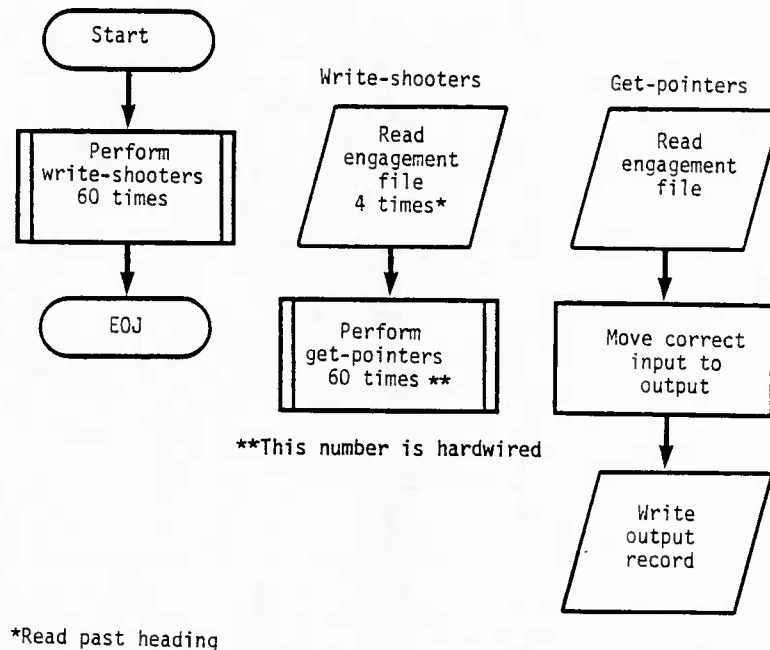 Start
Perform
write-shooters
60 times
EOJ
Write-shooters
Read
engagement
file
4 times*
Perform
get-pointers
60 times **
**This number is hardwired
Get-pointers
Read
engagement
file
Move correct
input to
output
Write
output
record
*Read past heading